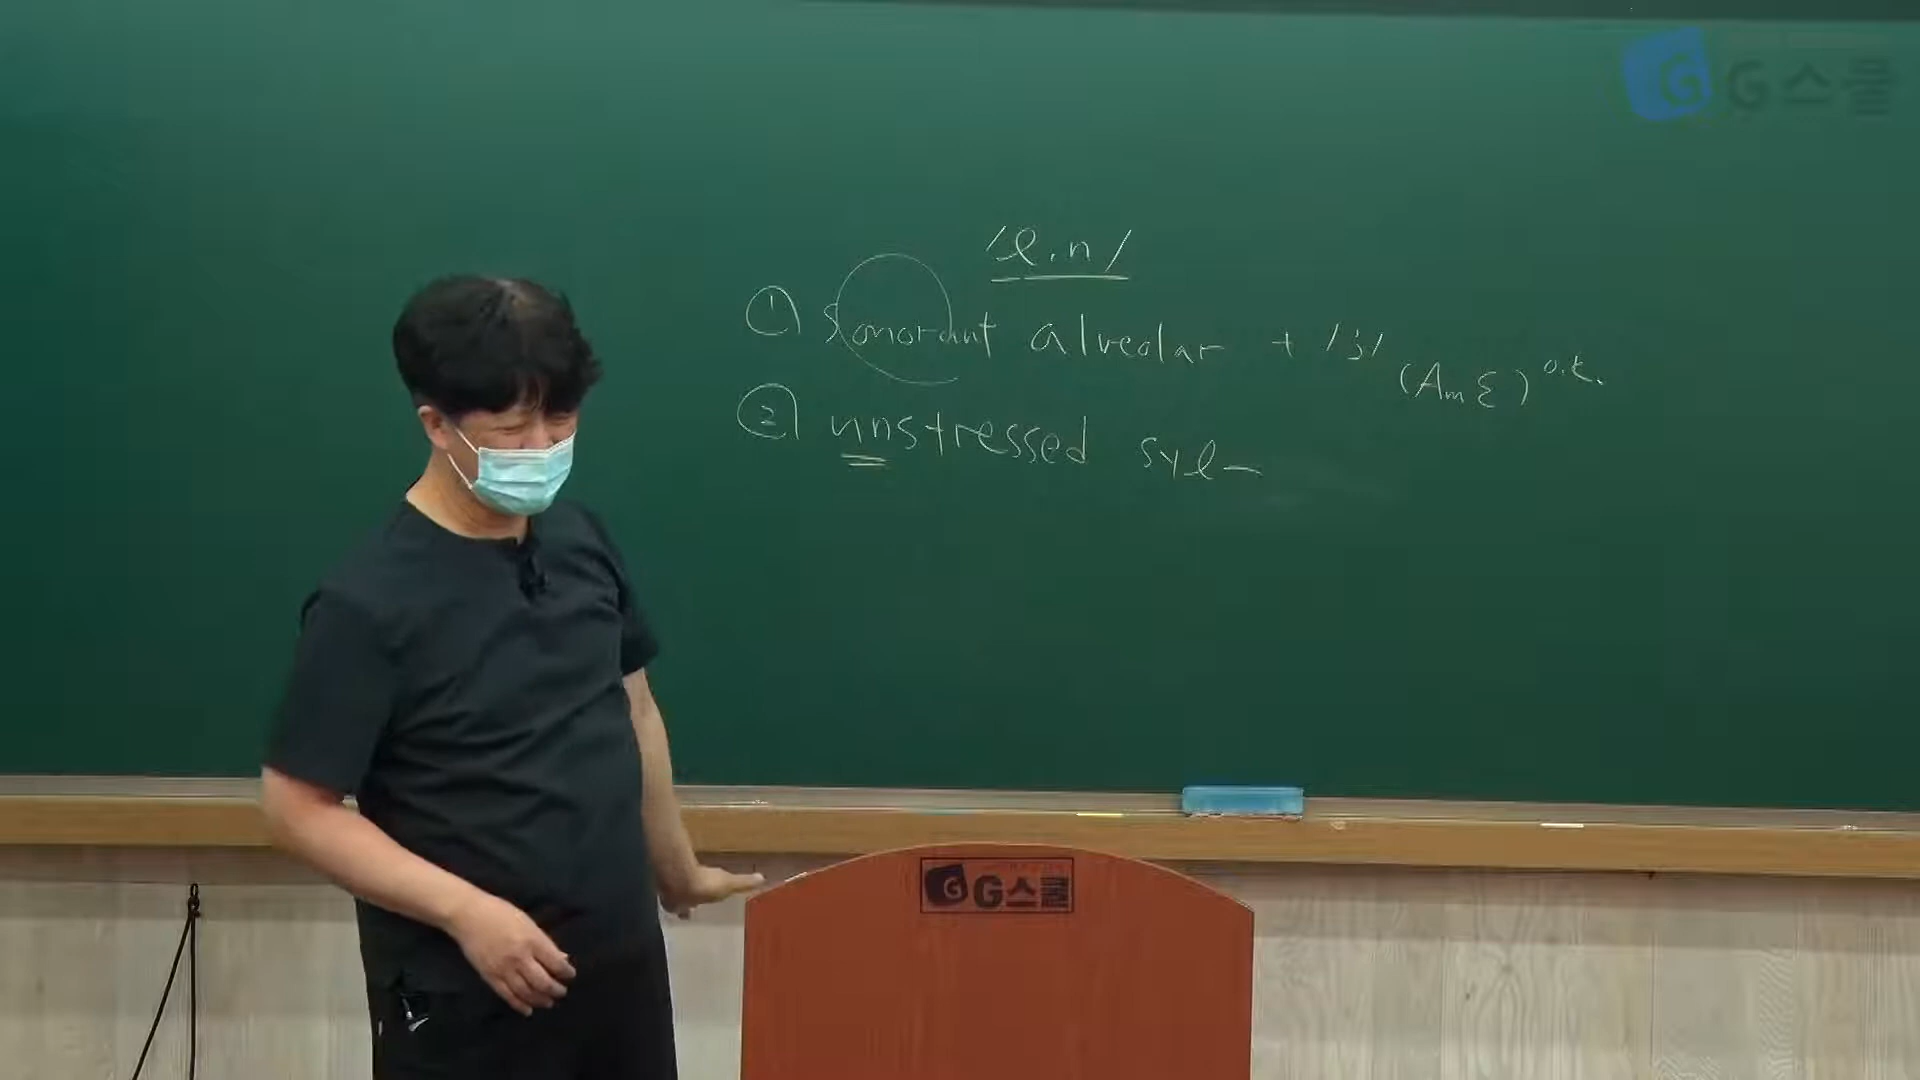 G스쿨
/l, n/
① Sonorant alveolar + /ɝ/
(AmE) o.k.
② unstressed syl–
G스쿨